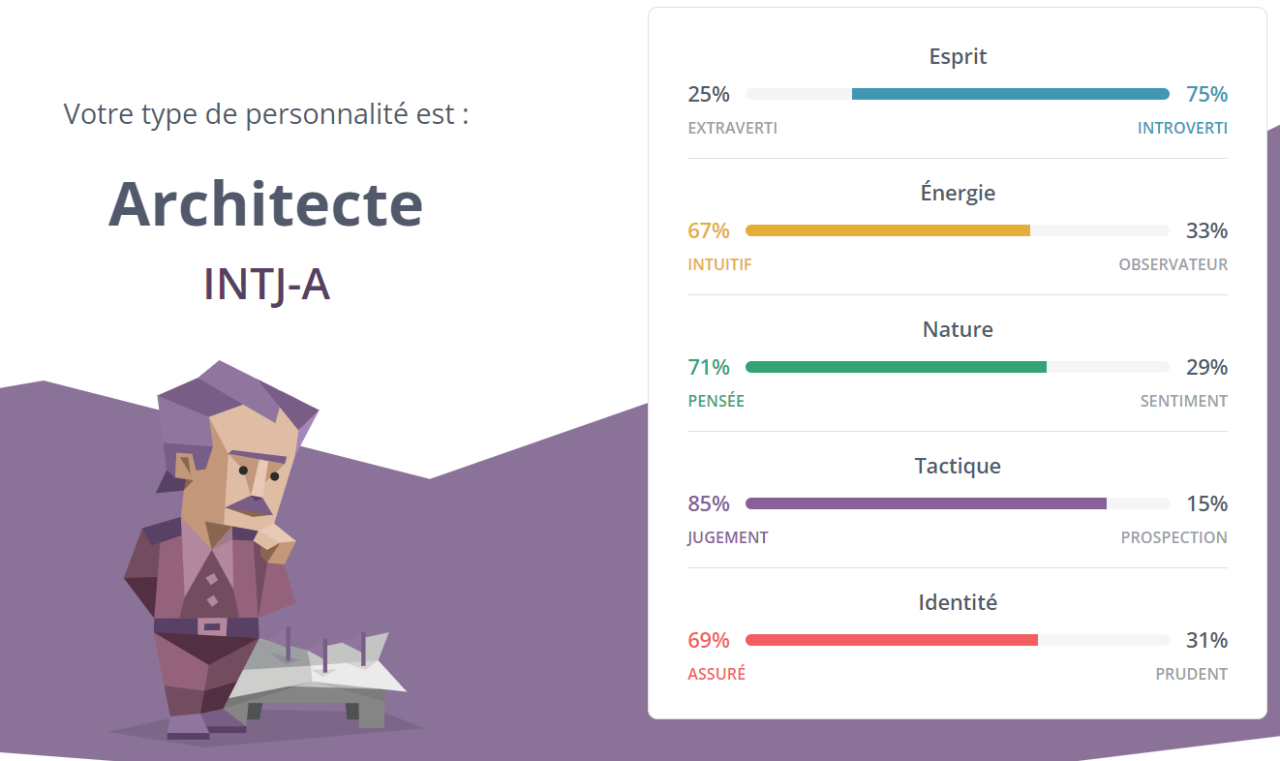 Votre type de personnalité est :
Architecte
INTJ-A
Esprit
25% 75%
EXTRAVERTI INTROVERTI
Énergie
67% 33%
INTUITIF OBSERVATEUR
Nature
71% 29%
PENSÉE SENTIMENT
Tactique
85% 15%
JUGEMENT PROSPECTION
Identité
69% 31%
ASSURÉ PRUDENT